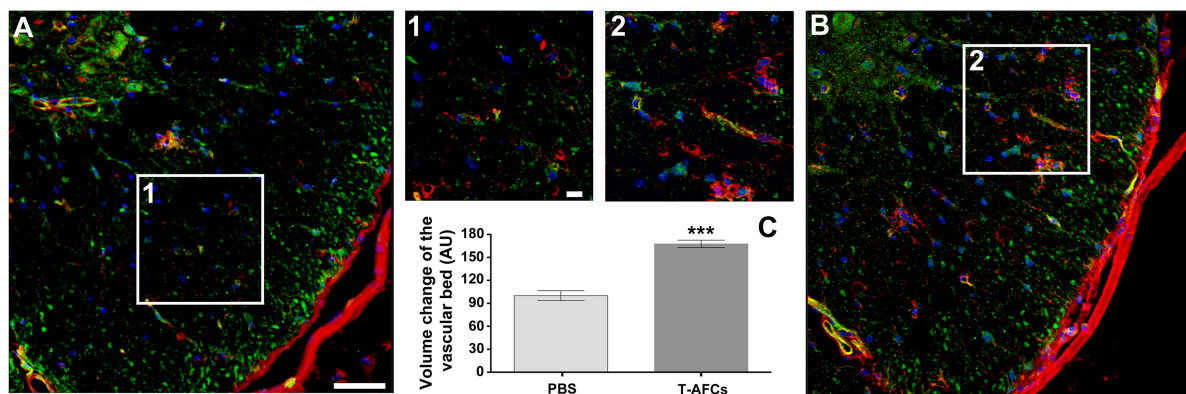 A
1
1
2
B
2
C
Volume change of the
vascular bed (AU)
180
150
120
90
60
30
0
***
PBS
T-AFCs